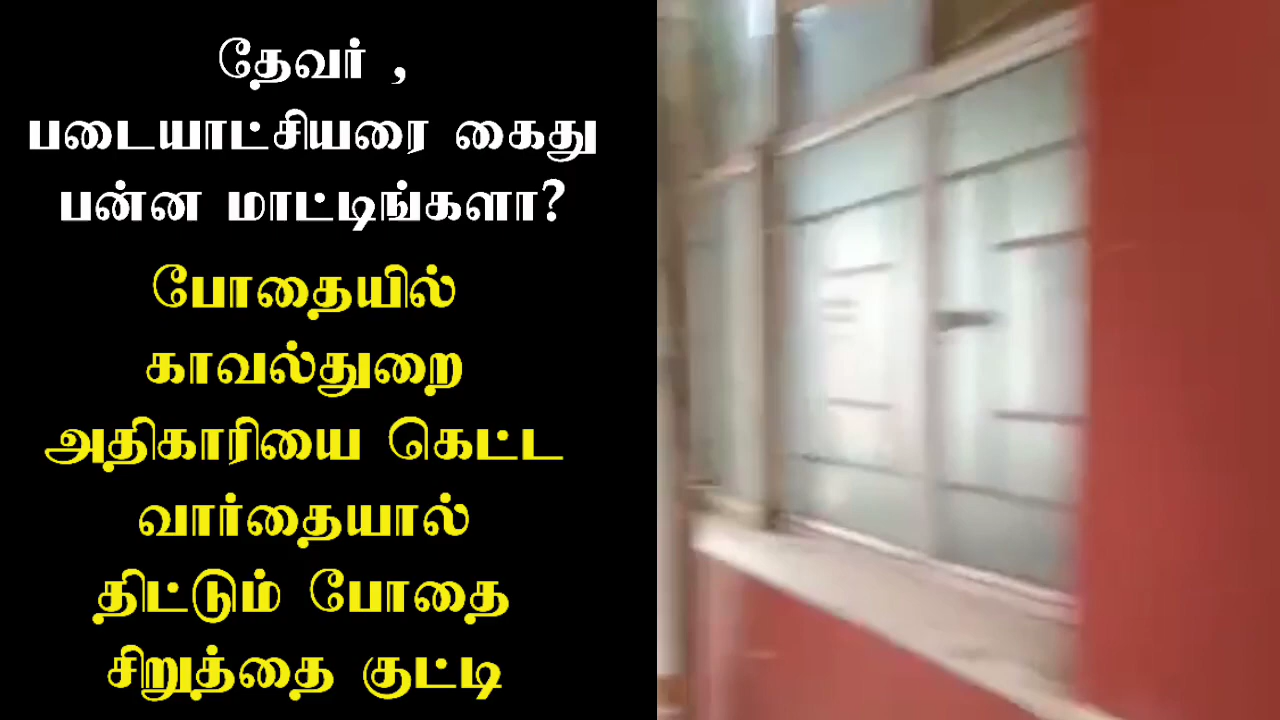 தேவர் ,
படையாட்சியரை கைது
பன்ன மாட்டிங்களா?
போதையில்
காவல்துறை
அதிகாரியை கெட்ட
வார்தையால்
திட்டும் போதை
சிறுத்தை குட்டி